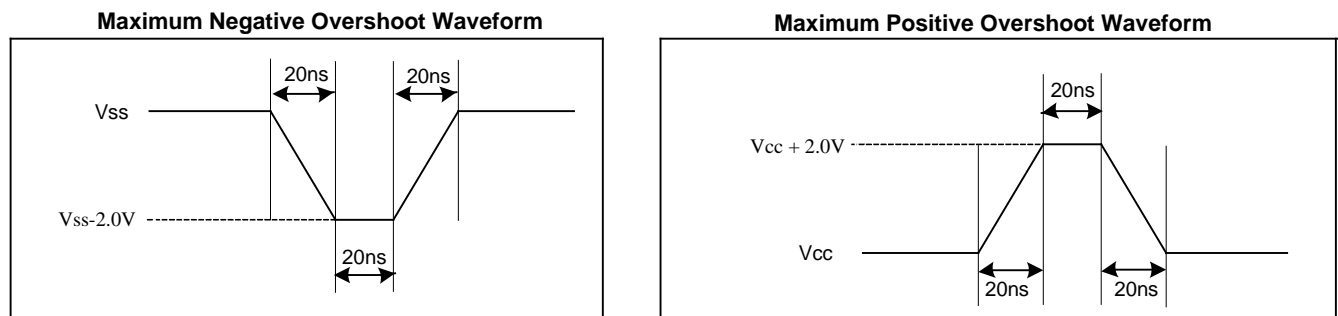 Maximum Negative Overshoot Waveform
20ns
20ns
Vss
Vss-2.0V
20ns
Maximum Positive Overshoot Waveform
20ns
Vcc + 2.0V
Vcc
20ns
20ns